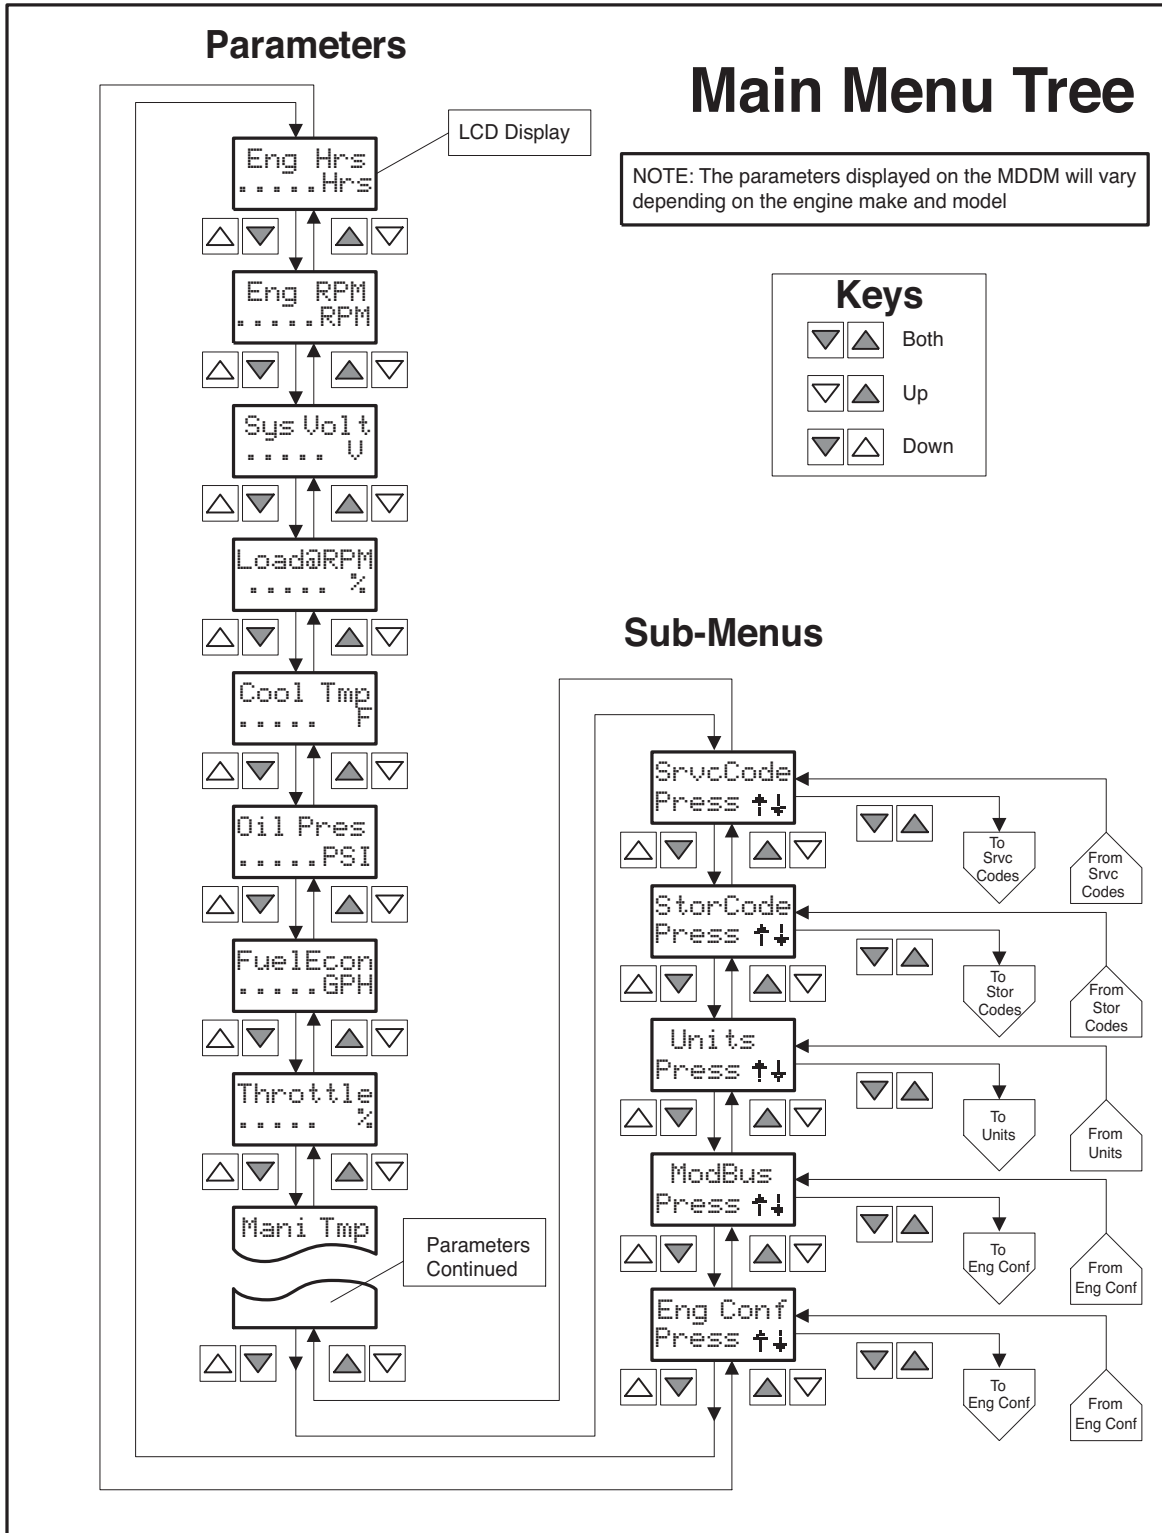 Parameters
Main Menu Tree
LCD Display
NOTE: The parameters displayed on the MDDM will vary
depending on the engine make and model
Keys
Both
Up
Down
Eng Hrs
.....Hrs
Eng RPM
.....RPM
Sys Volt
..... V
Load@RPM
..... %
Cool Tmp
..... F
Oil Pres
.....PSI
FuelEcon
.....GPH
Throttle
..... %
Mani Tmp
Parameters
Continued
Sub-Menus
SrvcCode
Press ↑↓
To
Srvc
Codes
From
Srvc
Codes
StorCode
Press ↑↓
To
Stor
Codes
From
Stor
Codes
Units
Press ↑↓
To
Units
From
Units
ModBus
Press ↑↓
To
Eng Conf
From
Eng Conf
Eng Conf
Press ↑↓
To
Eng Conf
From
Eng Conf